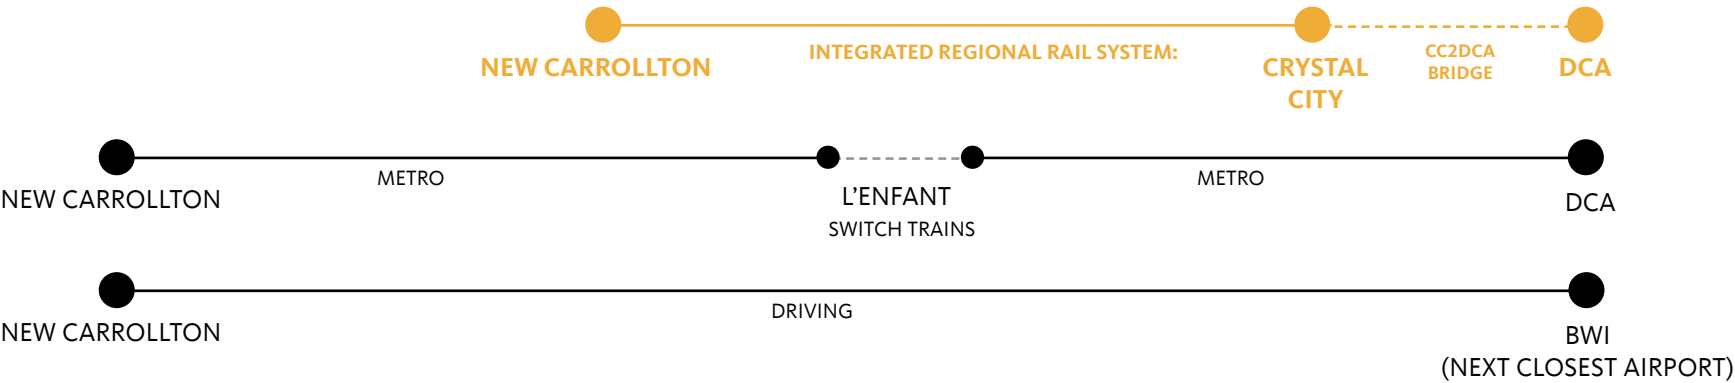 INTEGRATED REGIONAL RAIL SYSTEM:
NEW CARROLLTON
CRYSTAL
CITY
CC2DCA
BRIDGE
DCA
METRO
METRO
NEW CARROLLTON
L'ENFANT
SWITCH TRAINS
DCA
DRIVING
NEW CARROLLTON
BWI
(NEXT CLOSEST AIRPORT)